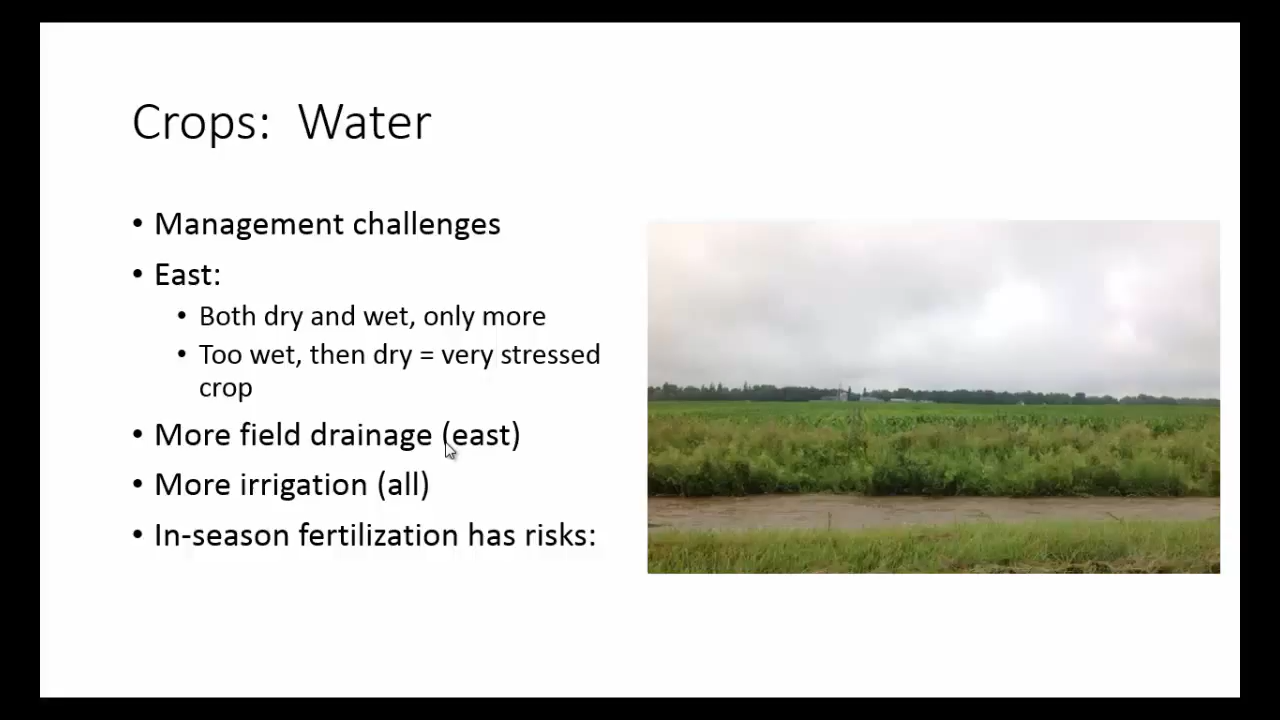 Crops: Water
• Management challenges
• East:
• Both dry and wet, only more
• Too wet, then dry = very stressed
crop
• More field drainage (east)
• More irrigation (all)
• In-season fertilization has risks: